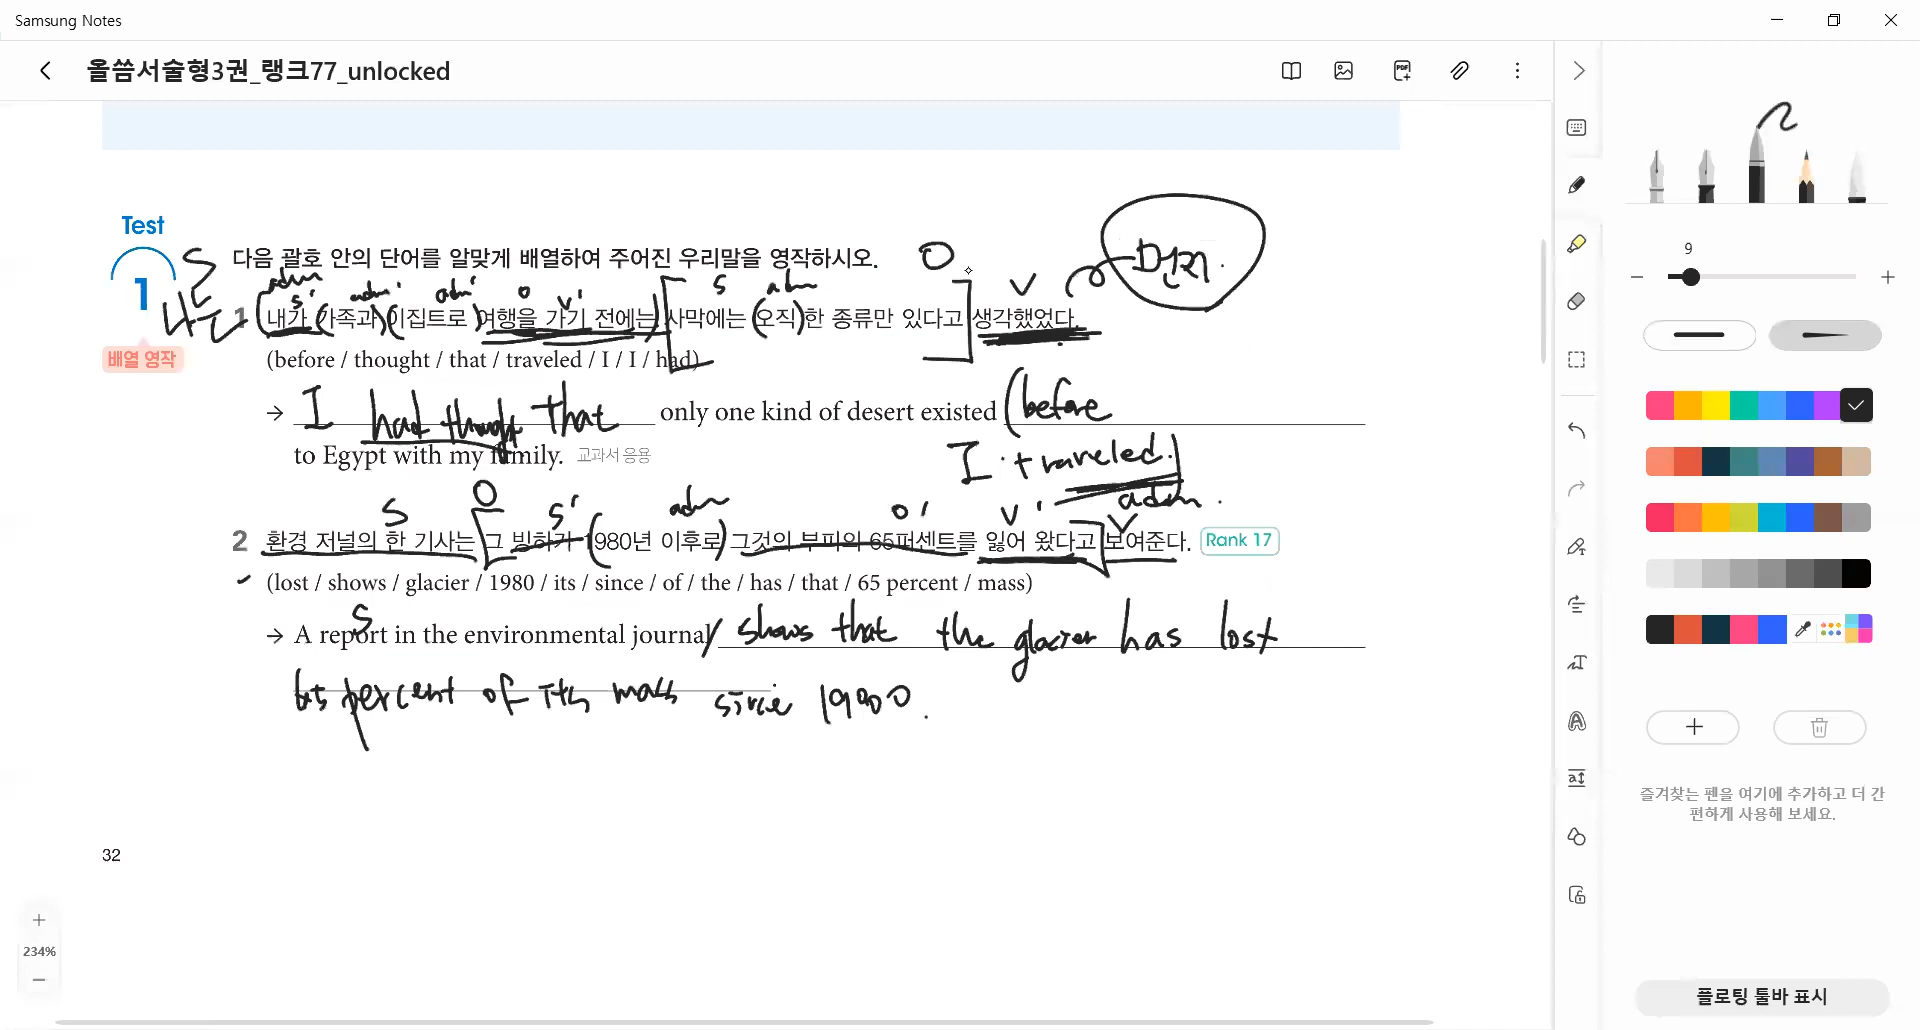 Samsung Notes
올씀서술형3권_랭크77_unlocked
Test
1
배열 영작
다음 괄호 안의 단어를 알맞게 배열하여 주어진 우리말을 영작하시오.
S
O
나는
1 내가 가족과 이집트로 여행을 가기 전에는 사막에는 오직 한 종류만 있다고 생각했었다.
s' o v' S V
(before / thought / that / traveled / I / I / had)
→ I had thought that only one kind of desert existed (before
I traveled.)
to Egypt with my family. 교과서 응용
S O s' o' v' V
2 환경 저널의 한 기사는 그 빙하가 1980년 이후로 그것의 부피의 65퍼센트를 잃어 왔다고 보여준다. Rank 17
(lost / shows / glacier / 1980 / its / since / of / the / has / that / 65 percent / mass)
S
→ A report in the environmental journal / shows that the glacier has lost
65 percent of its mass since 1980.
32
234%
9
즐겨찾는 펜을 여기에 추가하고 더 간
편하게 사용해 보세요.
플로팅 툴바 표시